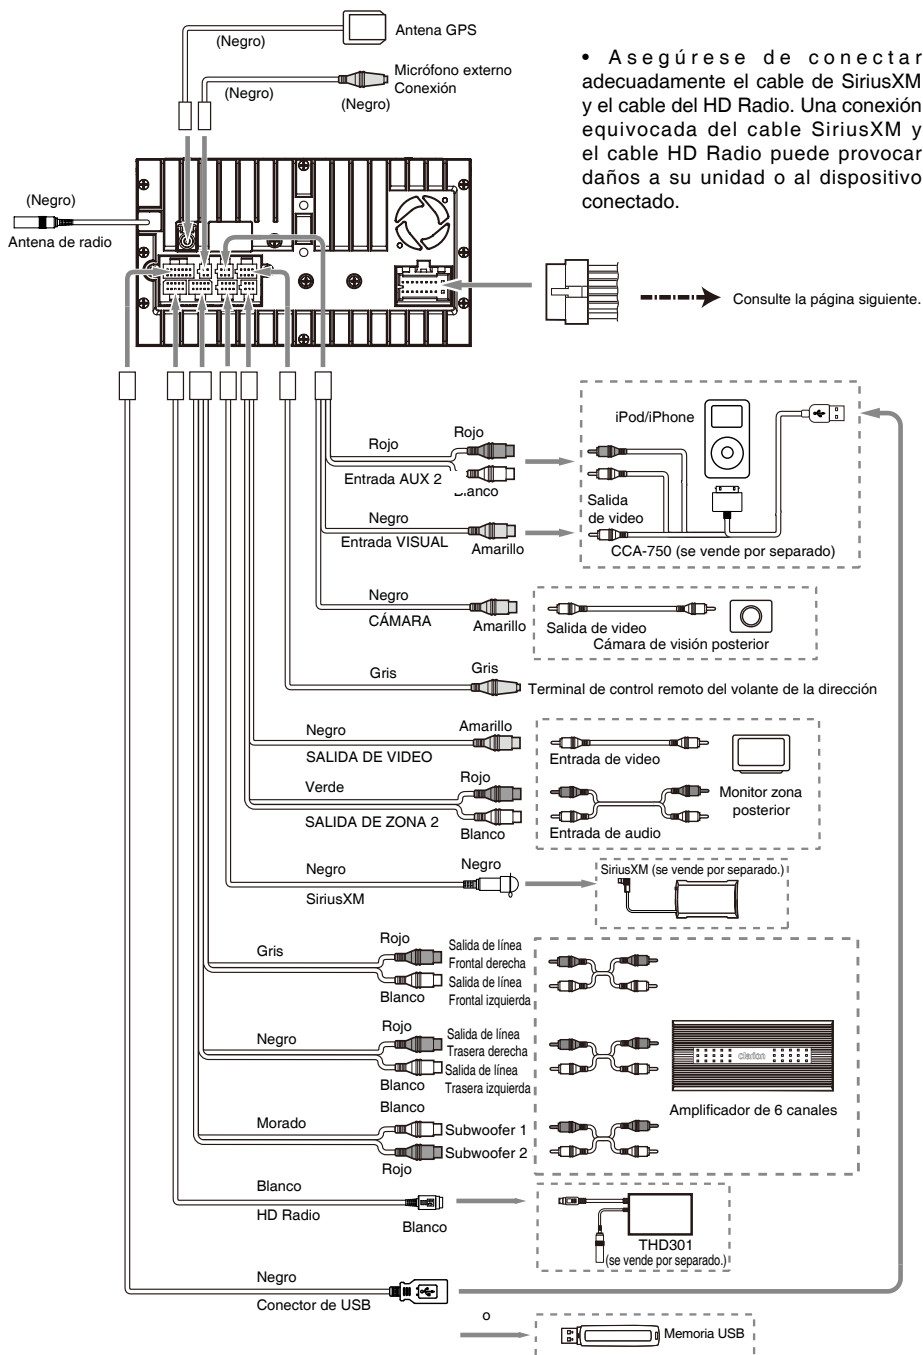 Antena GPS
(Negro)
Micrófono externo
Conexión
(Negro)
(Negro)
• Asegúrese de conectar
adecuadamente el cable de SiriusXM
y el cable del HD Radio. Una conexión
equivocada del cable SiriusXM y
el cable HD Radio puede provocar
daños a su unidad o al dispositivo
conectado.
(Negro)
Antena de radio
Consulte la página siguiente.
iPod/iPhone
Rojo
Rojo
Entrada AUX 2
Blanco
Salida
de video
Negro
Entrada VISUAL
Amarillo
CCA-750 (se vende por separado)
Negro
CÁMARA
Amarillo
Salida de video
Cámara de visión posterior
Gris
Gris
Terminal de control remoto del volante de la dirección
Negro
Amarillo
SALIDA DE VIDEO
Entrada de video
Verde
Rojo
Monitor zona
posterior
SALIDA DE ZONA 2
Blanco
Entrada de audio
Negro
Negro
SiriusXM
SiriusXM (se vende por separado.)
Gris
Rojo
Salida de línea
Frontal derecha
Salida de línea
Frontal izquierda
Blanco
Negro
Rojo
Salida de línea
Trasera derecha
Salida de línea
Trasera izquierda
Blanco
clarion
Amplificador de 6 canales
Morado
Blanco
Subwoofer 1
Subwoofer 2
Rojo
Blanco
HD Radio
Blanco
THD301
(se vende por separado.)
Negro
Conector de USB
o
Memoria USB